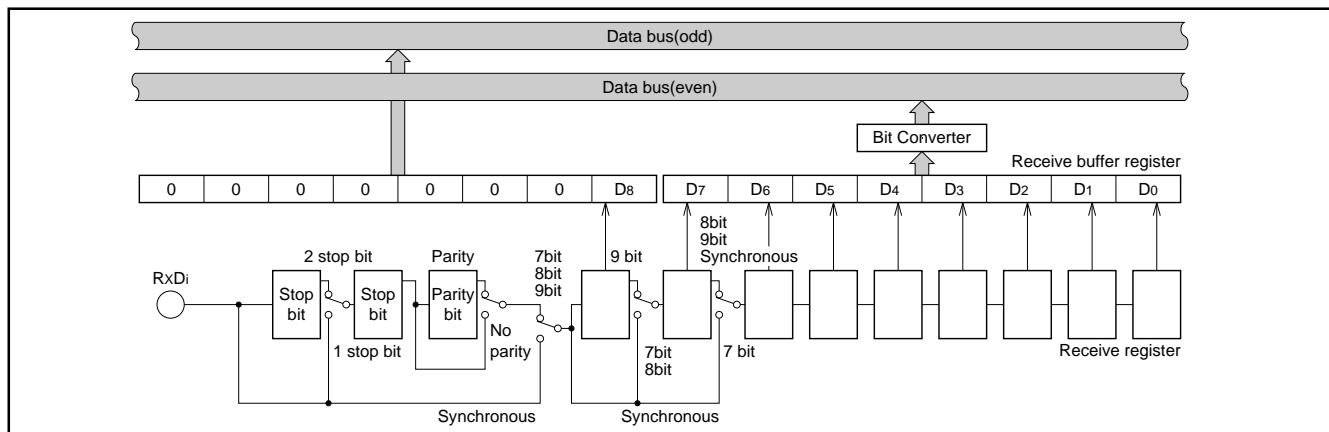 Data bus(odd)
Data bus(even)
Bit Converter
Receive buffer register
0 0 0 0 0 0 0 D8 D7 D6 D5 D4 D3 D2 D1 D0
8bit
9bit
Synchronous
2 stop bit
Parity
7bit
8bit
9bit
9 bit
RXDi
Stop bit
Stop bit
Parity bit
1 stop bit
No parity
7bit
8bit
7 bit
Receive register
Synchronous
Synchronous